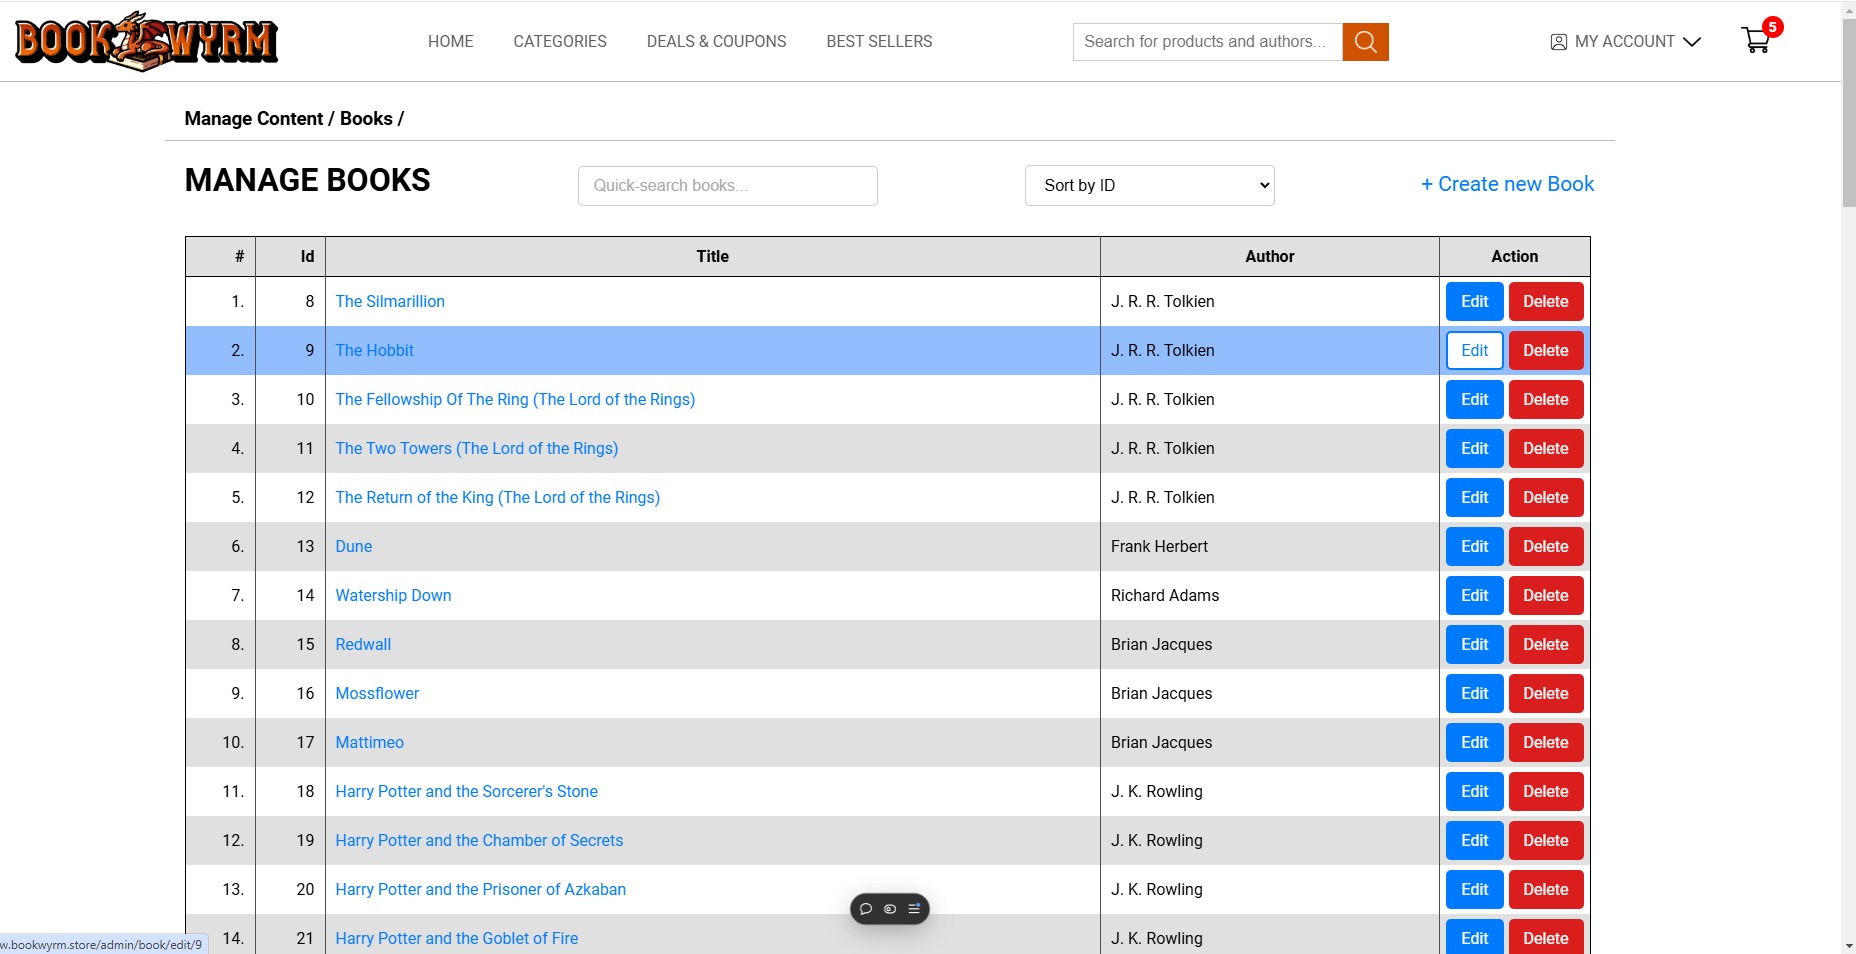 BOOK WYRM
HOME CATEGORIES DEALS & COUPONS BEST SELLERS Search for products and authors... MY ACCOUNT 5
Manage Content / Books /
MANAGE BOOKS Quick-search books... Sort by ID + Create new Book
# Id Title Author Action
1. 8 The Silmarillion J. R. R. Tolkien Edit Delete
2. 9 The Hobbit J. R. R. Tolkien Edit Delete
3. 10 The Fellowship Of The Ring (The Lord of the Rings) J. R. R. Tolkien Edit Delete
4. 11 The Two Towers (The Lord of the Rings) J. R. R. Tolkien Edit Delete
5. 12 The Return of the King (The Lord of the Rings) J. R. R. Tolkien Edit Delete
6. 13 Dune Frank Herbert Edit Delete
7. 14 Watership Down Richard Adams Edit Delete
8. 15 Redwall Brian Jacques Edit Delete
9. 16 Mossflower Brian Jacques Edit Delete
10. 17 Mattimeo Brian Jacques Edit Delete
11. 18 Harry Potter and the Sorcerer's Stone J. K. Rowling Edit Delete
12. 19 Harry Potter and the Chamber of Secrets J. K. Rowling Edit Delete
13. 20 Harry Potter and the Prisoner of Azkaban J. K. Rowling Edit Delete
14. 21 Harry Potter and the Goblet of Fire J. K. Rowling Edit Delete
w.bookwyrm.store/admin/book/edit/9